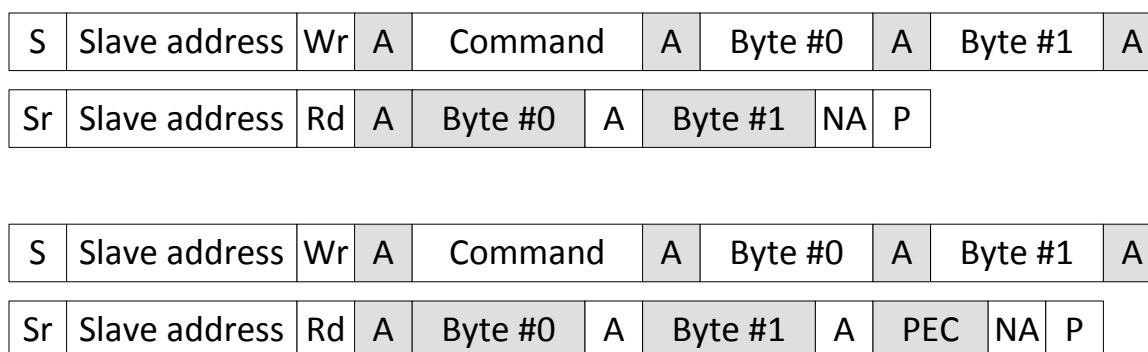 S Slave address Wr A Command A Byte #0 A Byte #1 A
Sr Slave address Rd A Byte #0 A Byte #1 NA P
S Slave address Wr A Command A Byte #0 A Byte #1 A
Sr Slave address Rd A Byte #0 A Byte #1 A PEC NA P